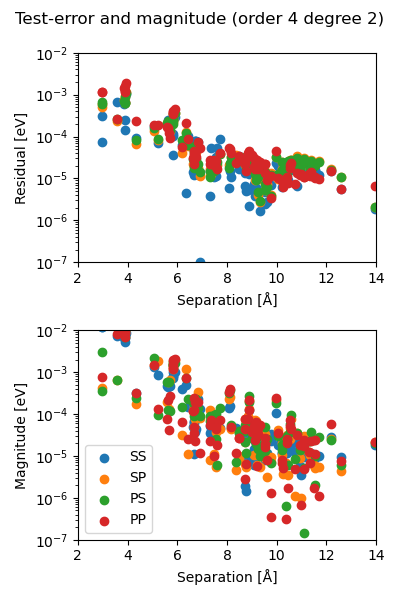 Test-error and magnitude (order 4 degree 2)
10⁻²
10⁻³
10⁻⁴
10⁻⁵
10⁻⁶
10⁻⁷
Residual [eV]
2 4 6 8 10 12 14
Separation [Å]
10⁻²
10⁻³
10⁻⁴
10⁻⁵
10⁻⁶
10⁻⁷
Magnitude [eV]
SS
SP
PS
PP
2 4 6 8 10 12 14
Separation [Å]